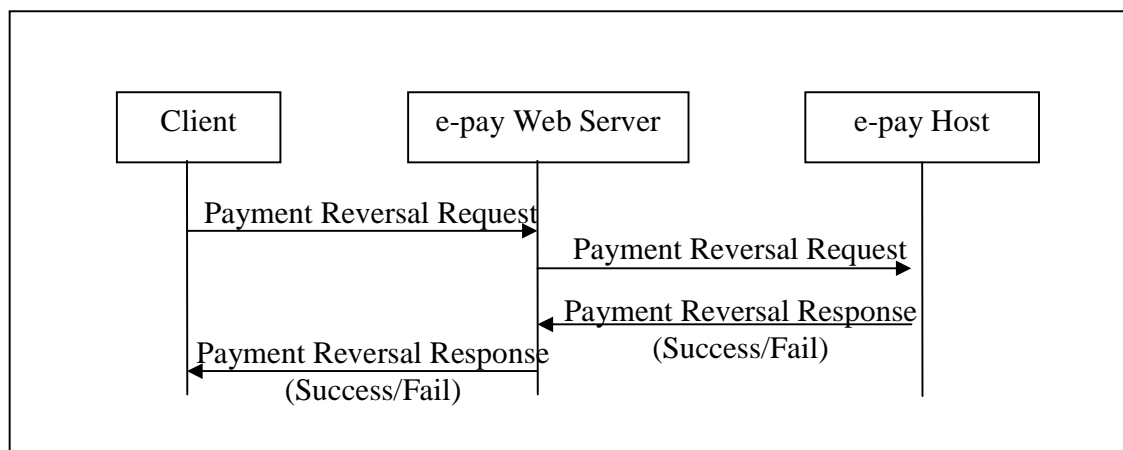 Client
e-pay Web Server
e-pay Host
Payment Reversal Request
Payment Reversal Request
Payment Reversal Response
(Success/Fail)
Payment Reversal Response
(Success/Fail)